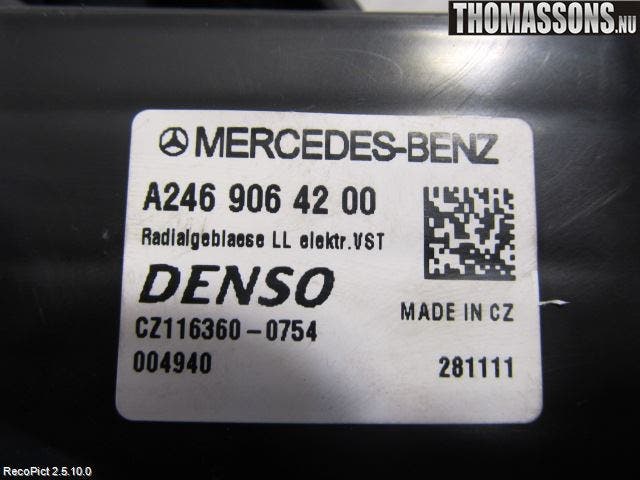 THOMASSONS.NU
MERCEDES-BENZ
A246 906 42 00
Radialgeblaese LL elektr.VST
DENSO
MADE IN CZ
CZ116360-0754
004940 281111
RecoPict 2.5.10.0